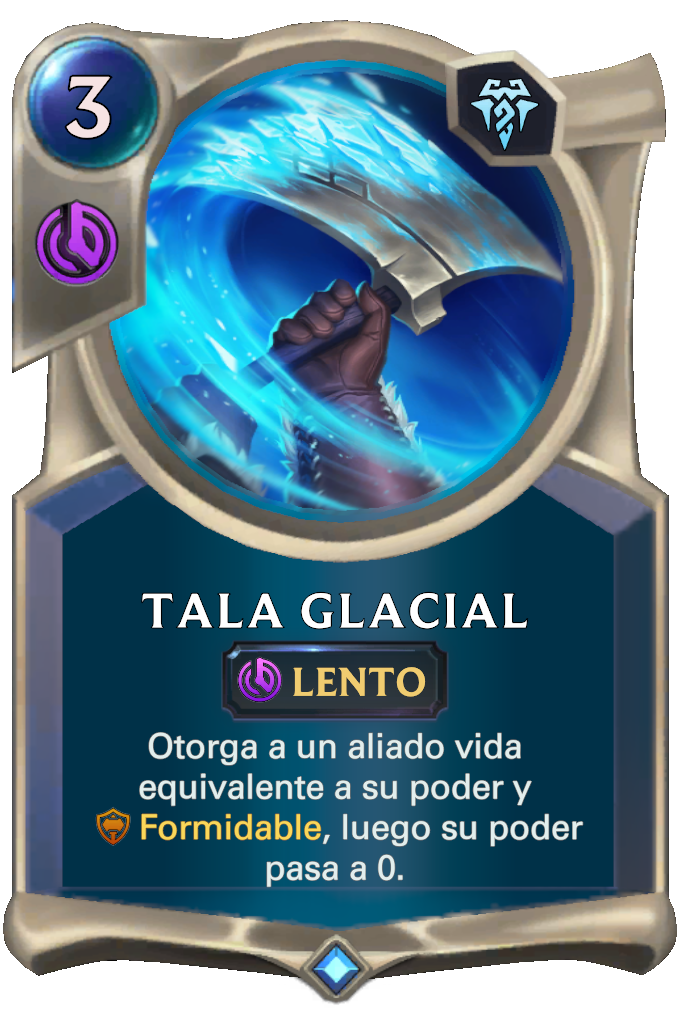 3
TALA GLACIAL
LENTO
Otorga a un aliado vida
equivalente a su poder y
Formidable, luego su poder
pasa a 0.